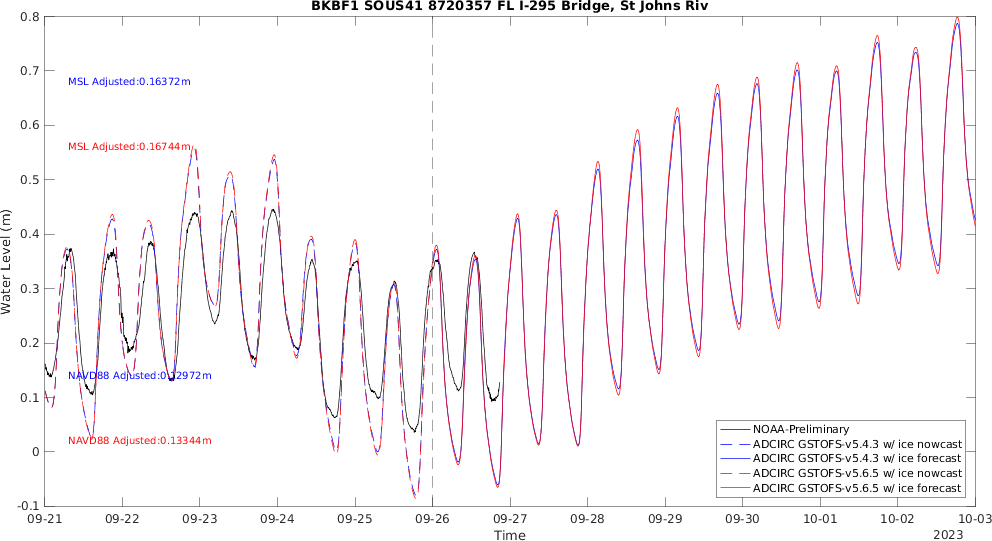 BKBF1 SOUS41 8720357 FL I-295 Bridge, St Johns Riv
0.8
0.7
0.6
0.5
0.4
0.3
0.2
0.1
0
-0.1
Water Level (m)
MSL Adjusted:0.16372m
MSL Adjusted:0.16744m
NAVD88 Adjusted:0.12972m
NAVD88 Adjusted:0.13344m
NOAA-Preliminary
ADCIRC GSTOFS-v5.4.3 w/ ice nowcast
ADCIRC GSTOFS-v5.4.3 w/ ice forecast
ADCIRC GSTOFS-v5.6.5 w/ ice nowcast
ADCIRC GSTOFS-v5.6.5 w/ ice forecast
09-21 09-22 09-23 09-24 09-25 09-26 09-27 09-28 09-29 09-30 10-01 10-02 10-03
Time
2023